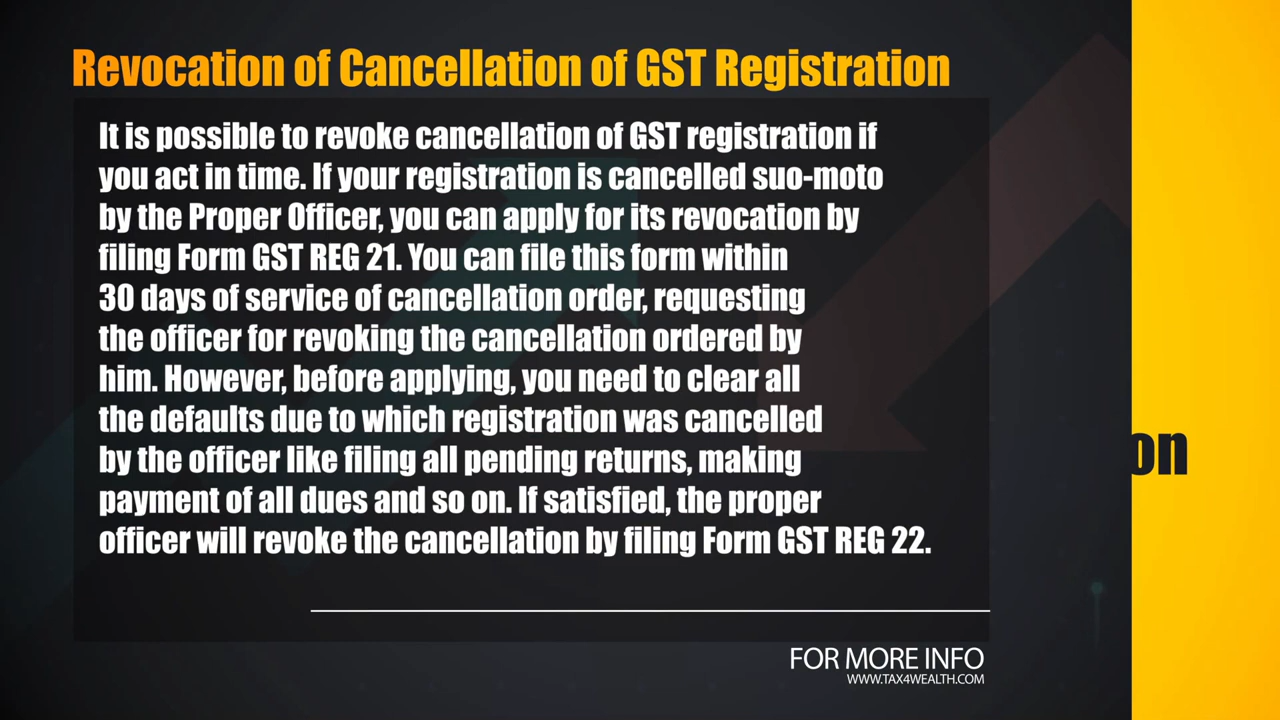 Revocation of Cancellation of GST Registration
It is possible to revoke cancellation of GST registration if
you act in time. If your registration is cancelled suo-moto
by the Proper Officer, you can apply for its revocation by
filing Form GST REG 21. You can file this form within
30 days of service of cancellation order, requesting
the officer for revoking the cancellation ordered by
him. However, before applying, you need to clear all
the defaults due to which registration was cancelled
by the officer like filing all pending returns, making
payment of all dues and so on. If satisfied, the proper
officer will revoke the cancellation by filing Form GST REG 22.
on
FOR MORE INFO
WWW.TAX4WEALTH.COM